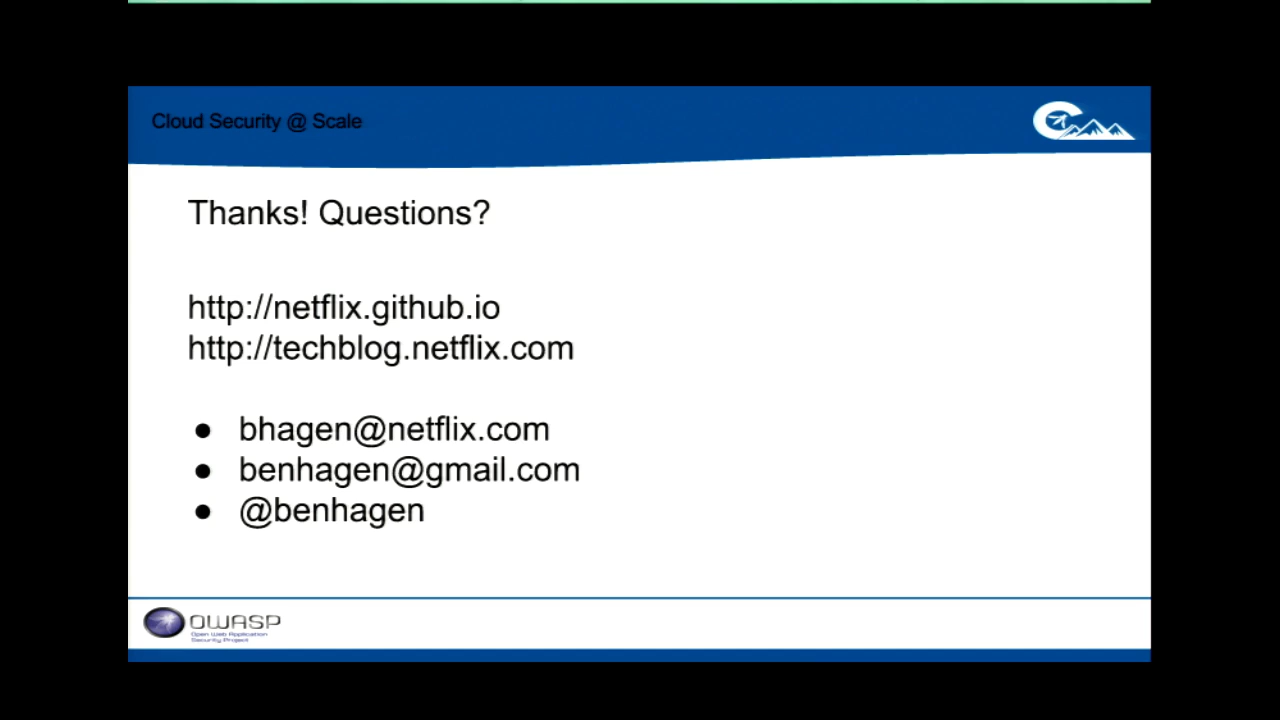 Cloud Security @ Scale
Thanks! Questions?
http://netflix.github.io
http://techblog.netflix.com
● bhagen@netflix.com
● benhagen@gmail.com
● @benhagen
OWASP
Open Web Application
Security Project